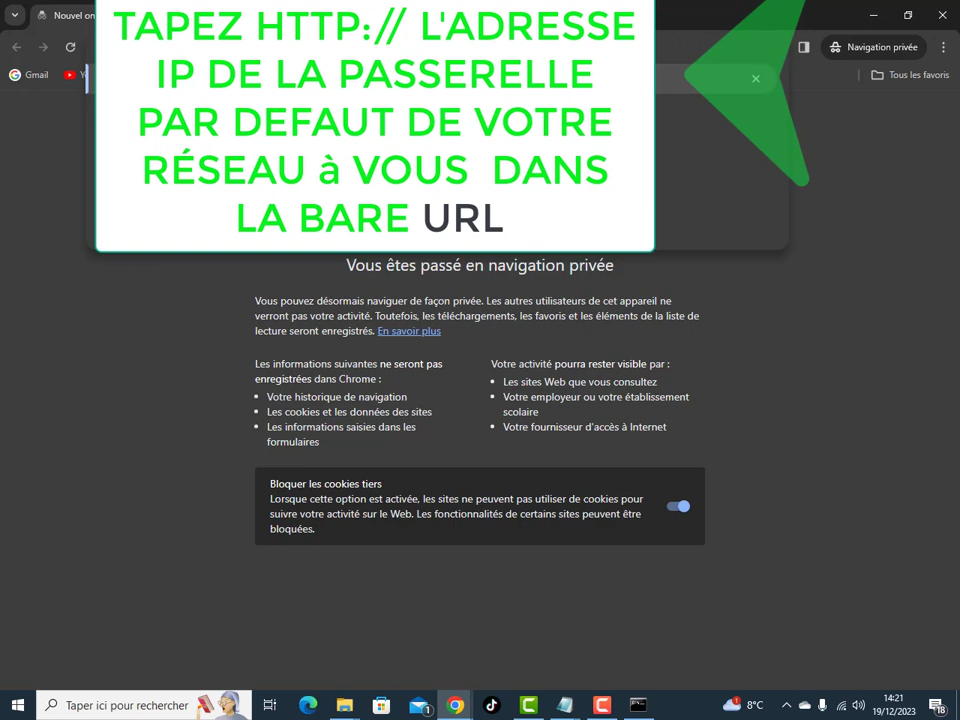 Nouvel on
TAPEZ HTTP:// L'ADRESSE
IP DE LA PASSERELLE
PAR DEFAUT DE VOTRE
RÉSEAU à VOUS DANS
LA BARE URL
Navigation privée
Gmail
Tous les favoris
Vous êtes passé en navigation privée
Vous pouvez désormais naviguer de façon privée. Les autres utilisateurs de cet appareil ne
verront pas votre activité. Toutefois, les téléchargements, les favoris et les éléments de la liste de
lecture seront enregistrés. En savoir plus
Les informations suivantes ne seront pas
enregistrées dans Chrome :
• Votre historique de navigation
• Les cookies et les données des sites
• Les informations saisies dans les
formulaires
Votre activité pourra rester visible par :
• Les sites Web que vous consultez
• Votre employeur ou votre établissement
scolaire
• Votre fournisseur d'accès à Internet
Bloquer les cookies tiers
Lorsque cette option est activée, les sites ne peuvent pas utiliser de cookies pour
suivre votre activité sur le Web. Les fonctionnalités de certains sites peuvent être
bloquées.
Taper ici pour rechercher
1
8°C
14:21
19/12/2023
18